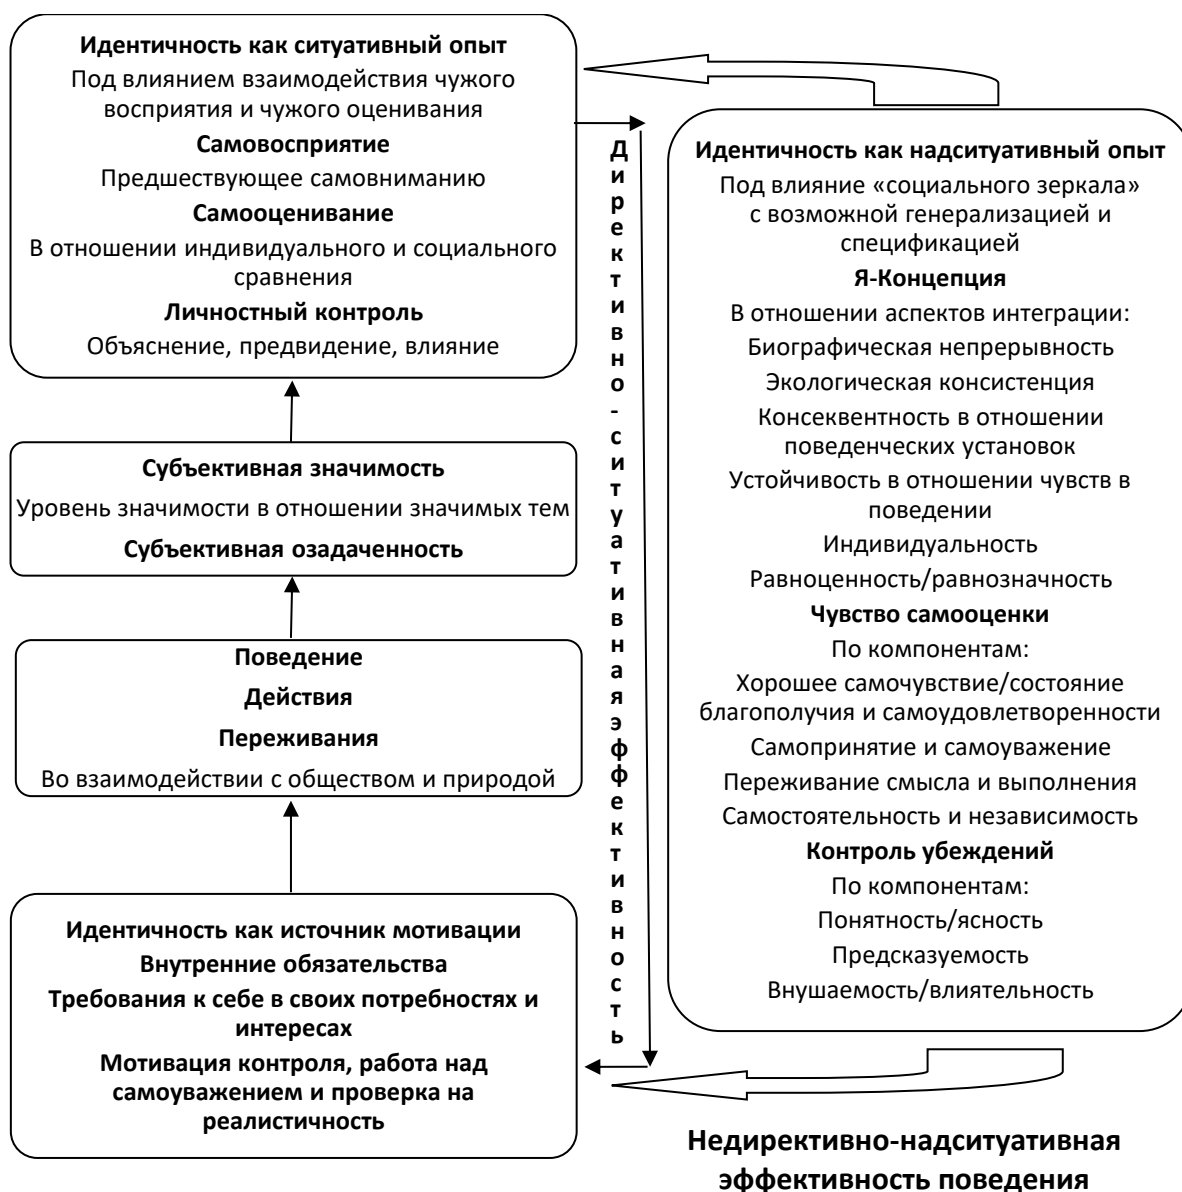 Идентичность как ситуативный опыт
Под влиянием взаимодействия чужого
восприятия и чужого оценивания
Самовосприятие
Предшествующее самовниманию
Самооценивание
В отношении индивидуального и социального
сравнения
Личностный контроль
Объяснение, предвидение, влияние
Субъективная значимость
Уровень значимости в отношении значимых тем
Субъективная озадаченность
Поведение
Действия
Переживания
Во взаимодействии с обществом и природой
Идентичность как источник мотивации
Внутренние обязательства
Требования к себе в своих потребностях и
интересах
Мотивация контроля, работа над
самоуважением и проверка на
реалистичность
Директивно-ситуативная эффективность
Идентичность как надситуативный опыт
Под влияние «социального зеркала»
с возможной генерализацией и
спецификацией
Я-Концепция
В отношении аспектов интеграции:
Биографическая непрерывность
Экологическая консистенция
Консеквентность в отношении
поведенческих установок
Устойчивость в отношении чувств в
поведении
Индивидуальность
Равноценность/равнозначность
Чувство самооценки
По компонентам:
Хорошее самочувствие/состояние
благополучия и самоудовлетворенности
Самопринятие и самоуважение
Переживание смысла и выполнения
Самостоятельность и независимость
Контроль убеждений
По компонентам:
Понятность/ясность
Предсказуемость
Внушаемость/влиятельность
Недирективно-надситуативная
эффективность поведения